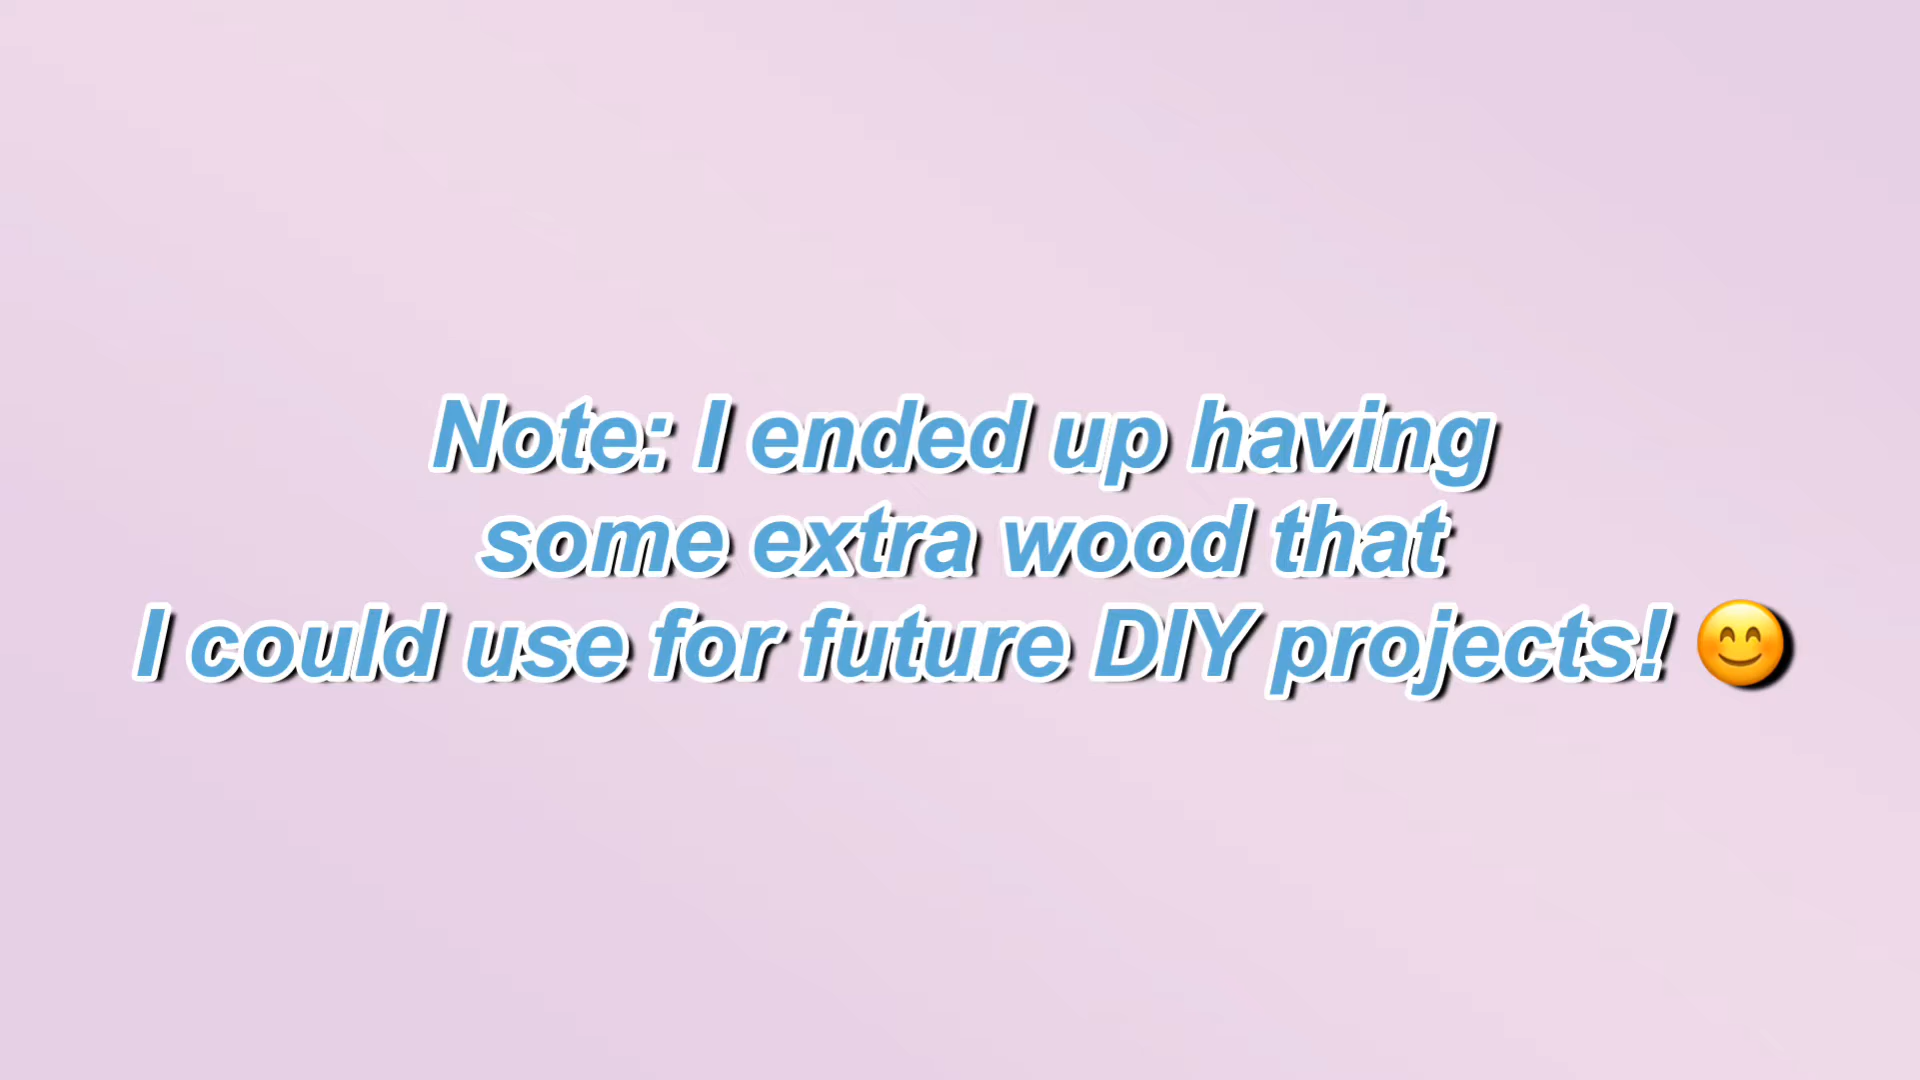 Note: I ended up having
some extra wood that
I could use for future DIY projects! 😊